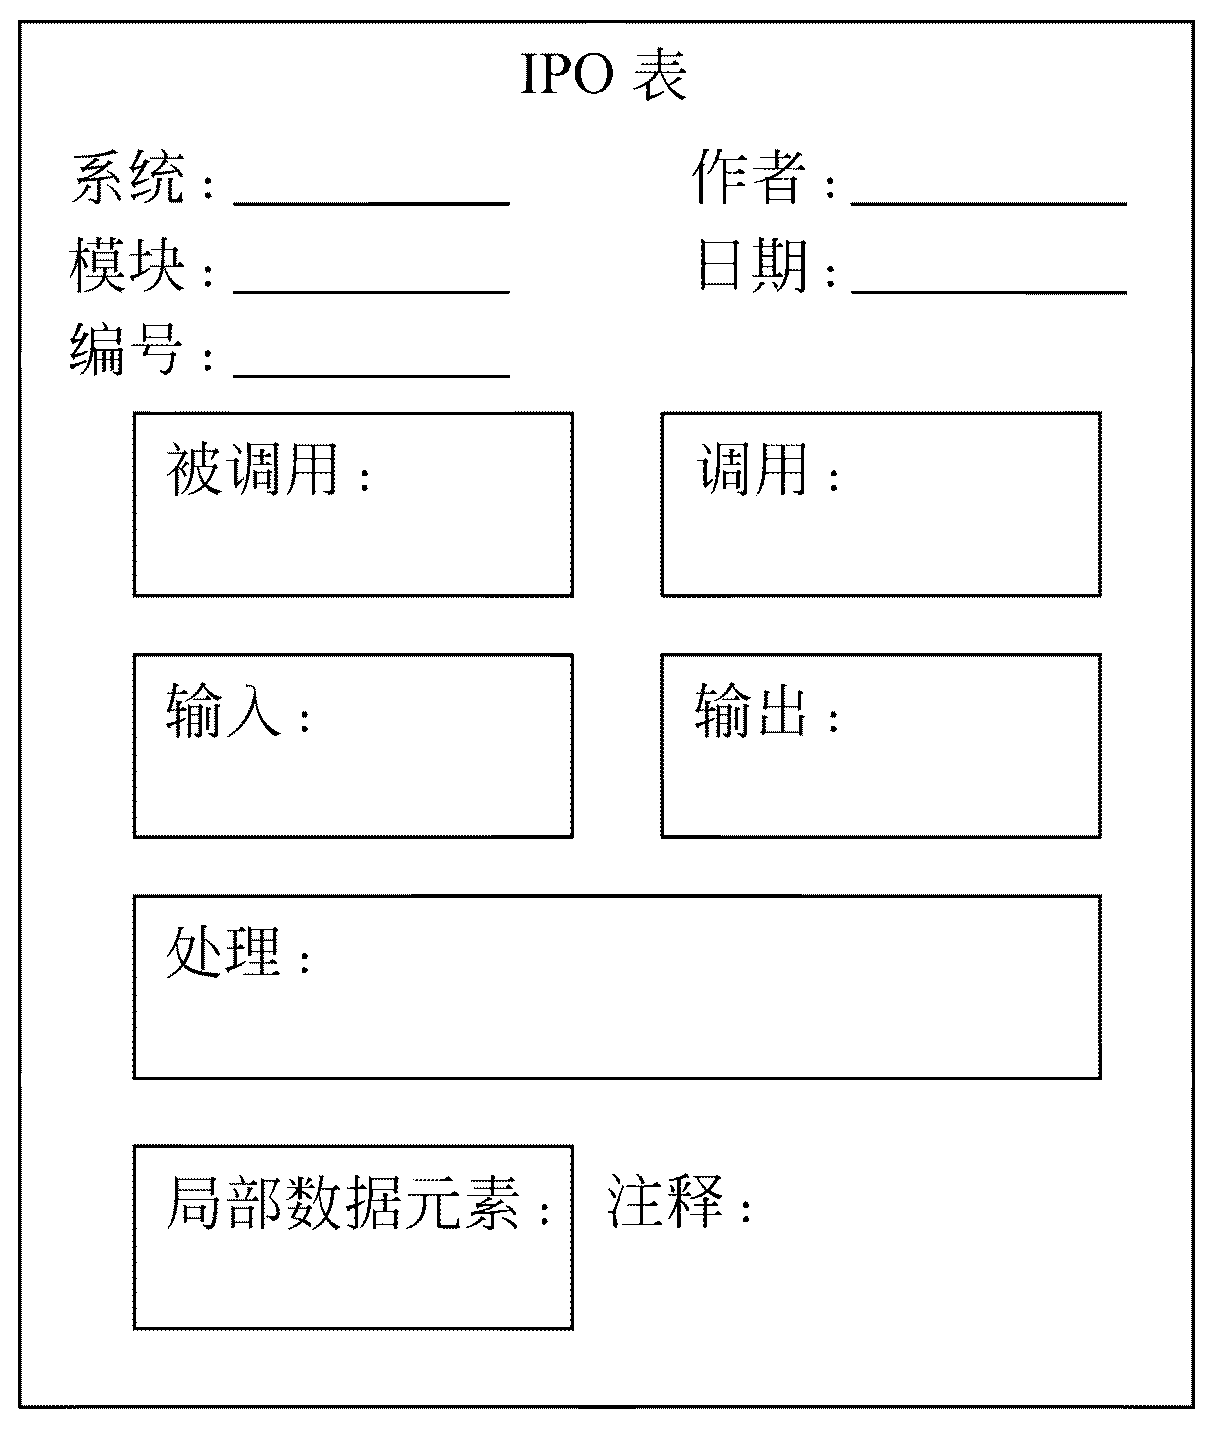 IPO 表
系统：
作者：
模块：
日期：
编号：
被调用：
调用：
输入：
输出：
处理：
局部数据元素：
注释：